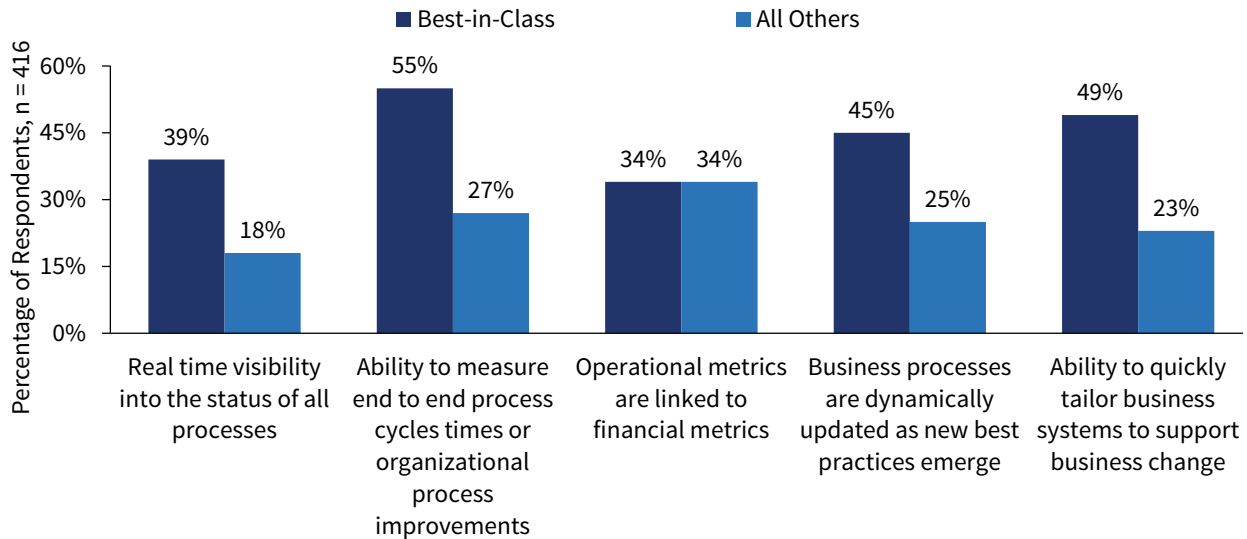 Best-in-Class
All Others
Percentage of Respondents, n = 416
60%
45%
30%
15%
0%
39%
18%
55%
27%
34%
34%
45%
25%
49%
23%
Real time visibility
into the status of all
processes
Ability to measure
end to end process
cycles times or
organizational
process
improvements
Operational metrics
are linked to
financial metrics
Business processes
are dynamically
updated as new best
practices emerge
Ability to quickly
tailor business
systems to support
business change